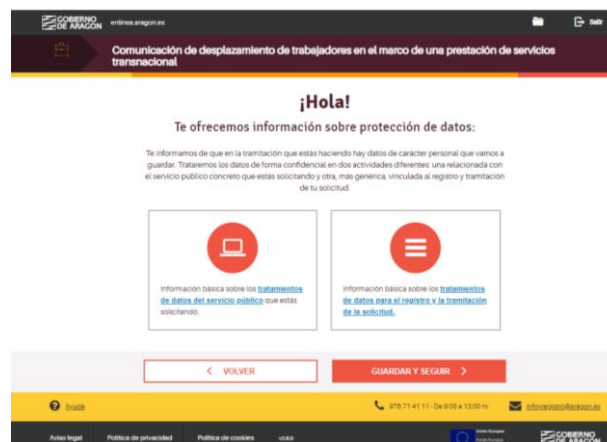 GOBIERNO
DE ARAGON
enlinea.aragon.es
Salir
Comunicación de desplazamiento de trabajadores en el marco de una prestación de servicios
transnacional
¡Hola!
Te ofrecemos información sobre protección de datos:
Te informamos de que en la tramitación que estás haciendo hay datos de carácter personal que vamos a
guardar. Trataremos los datos de forma confidencial en dos actividades diferentes: una relacionada con
el servicio público concreto que estás solicitando y otra, más genérica, vinculada al registro y tramitación
de tu solicitud.
Información básica sobre los tratamientos
de datos del servicio público que estás
solicitando.
Información básica sobre los tratamientos
de datos para el registro y la tramitación
de la solicitud.
< VOLVER
GUARDAR Y SEGUIR >
Ayuda
976 71 41 11 - De 9:00 a 13:00 hr
Aviso legal
Política de privacidad
Política de cookies
Unión Europea
GOBIERNO
DE ARAGON